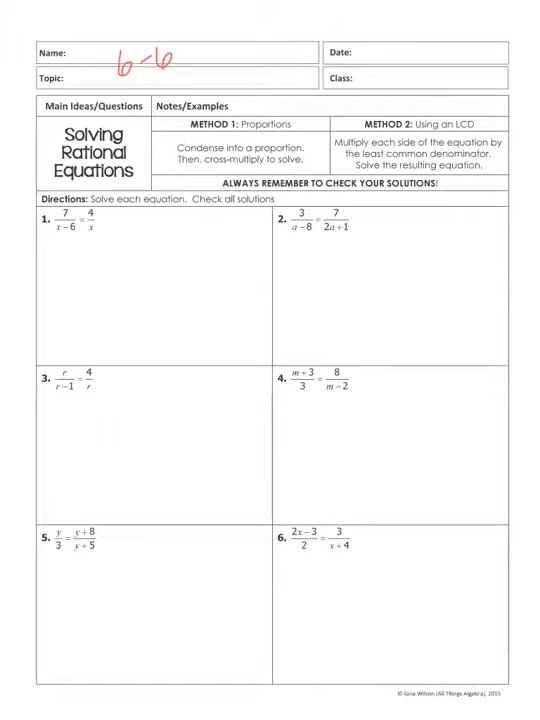 Name: 6-6
Date:
Topic:
Class:
Main Ideas/Questions
Notes/Examples
Solving
Rational
Equations
METHOD 1: Proportions
Condense into a proportion.
Then, cross-multiply to solve.
METHOD 2: Using an LCD
Multiply each side of the equation by
the least common denominator.
Solve the resulting equation.
ALWAYS REMEMBER TO CHECK YOUR SOLUTIONS!
Directions: Solve each equation. Check all solutions
1. 7/(x-6) = 4/x
2. 3/(a-8) = 7/(2a+1)
3. r/(r-1) = 4/r
4. (m+3)/3 = 8/(m-2)
5. y/3 = (y+8)/(y+5)
6. (2x-3)/2 = 3/(x+4)
© Gina Wilson (All Things Algebra), 2015